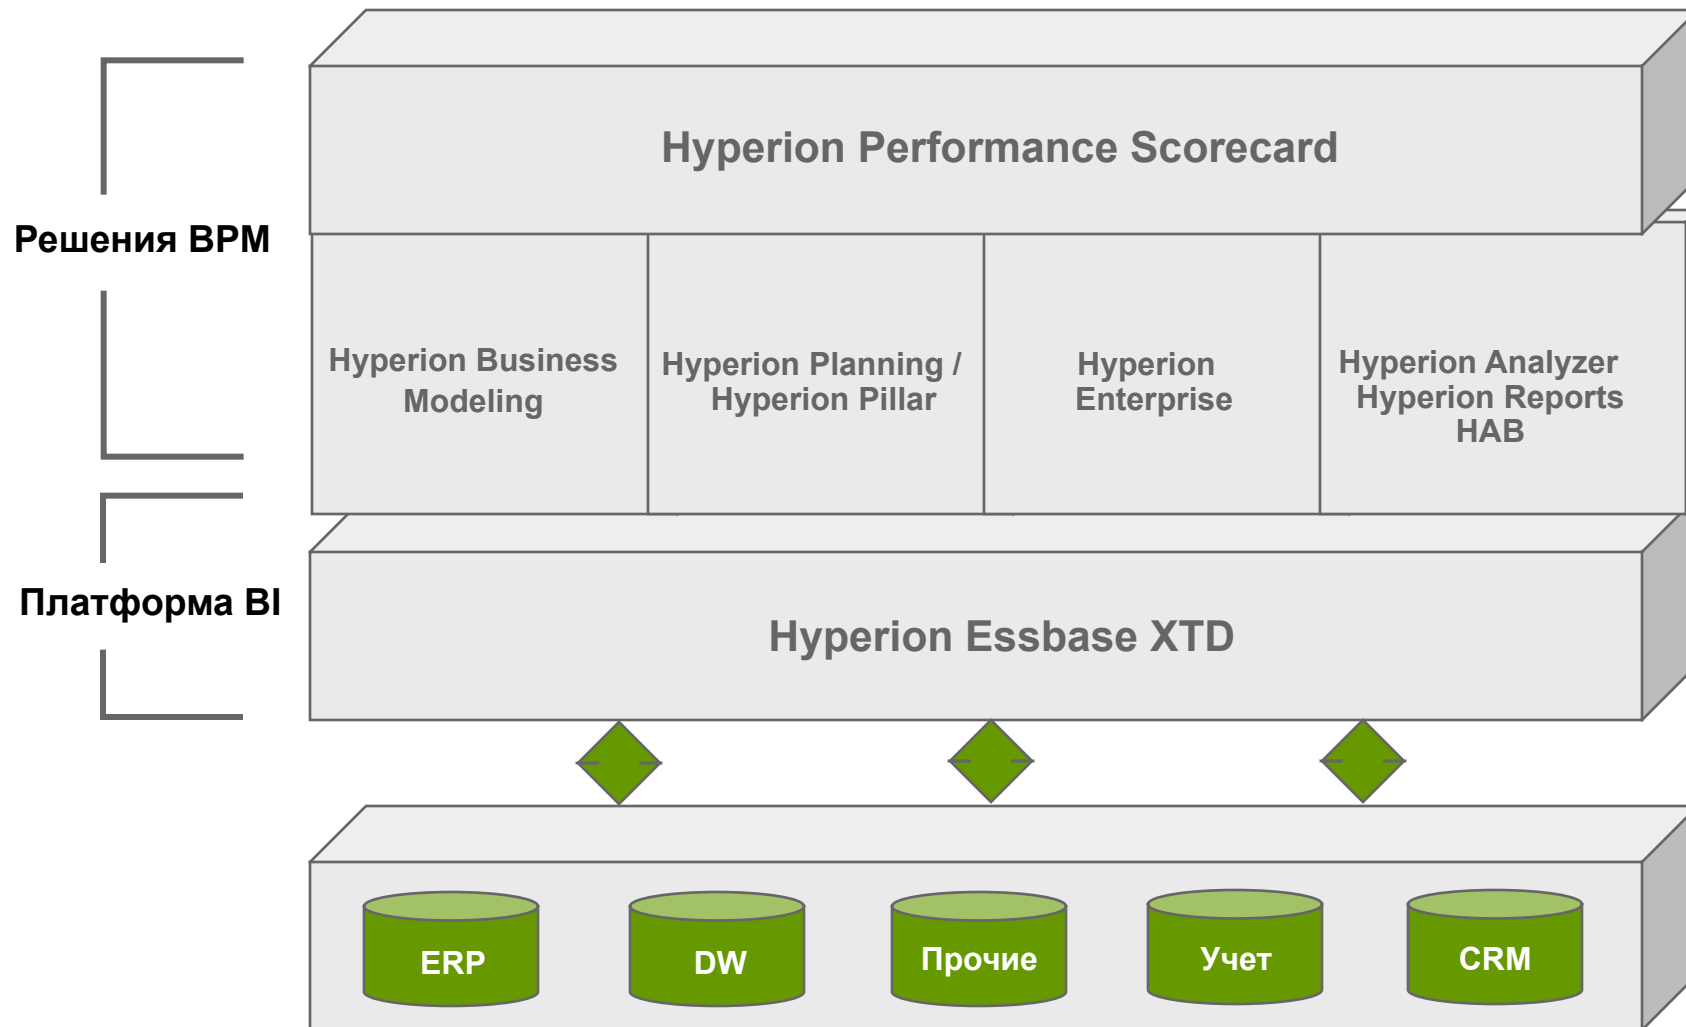 Hyperion Performance Scorecard
Решения BPM
Hyperion Business
Modeling
Hyperion Planning /
Hyperion Pillar
Hyperion
Enterprise
Hyperion Analyzer
Hyperion Reports
HAB
Платформа BI
Hyperion Essbase XTD
ERP
DW
Прочие
Учет
CRM